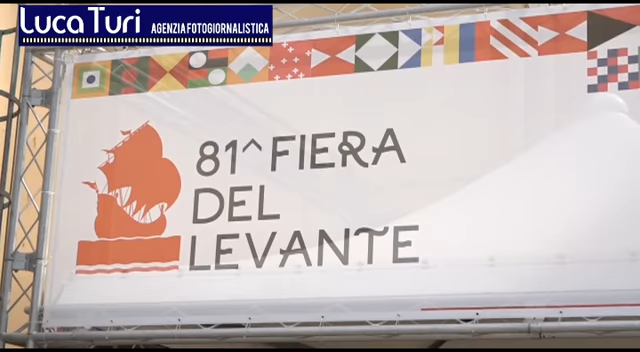 Luca Turi AGENZIA FOTOGIORNALISTICA
81^ FIERA
DEL
LEVANTE